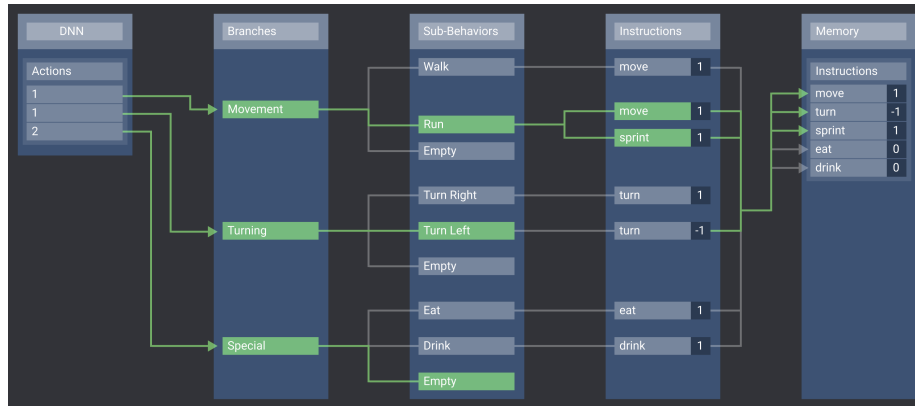 DNN
Actions
1
1
2
Branches
Movement
Turning
Special
Sub-Behaviors
Walk
Run
Empty
Turn Right
Turn Left
Empty
Eat
Drink
Empty
Instructions
move 1
move 1
sprint 1
turn 1
turn -1
eat 1
drink 1
Memory
Instructions
move 1
turn -1
sprint 1
eat 0
drink 0